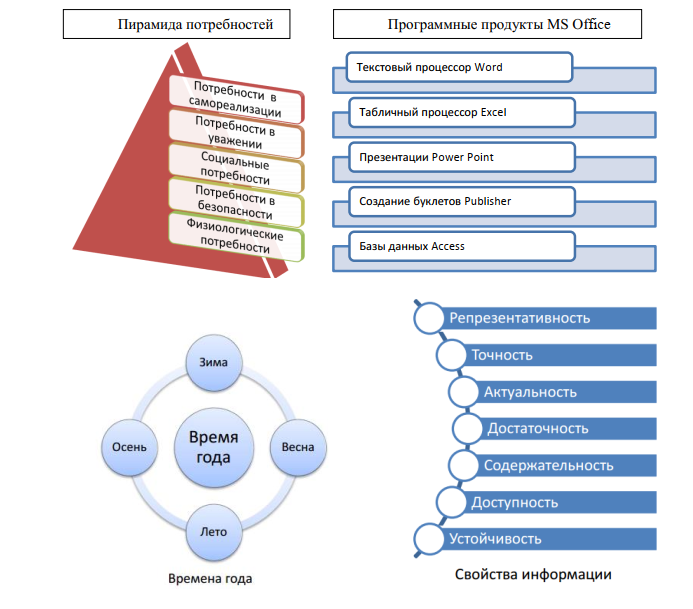 Пирамида потребностей
Потребности в
самореализации
Потребности в
уважении
Социальные
потребности
Потребности в
безопасности
Физиологические
потребности
Программные продукты MS Office
Текстовый процессор Word
Табличный процессор Excel
Презентации Power Point
Создание буклетов Publisher
Базы данных Access
Зима
Осень
Время
года
Весна
Лето
Времена года
Репрезентативность
Точность
Актуальность
Достаточность
Содержательность
Доступность
Устойчивость
Свойства информации